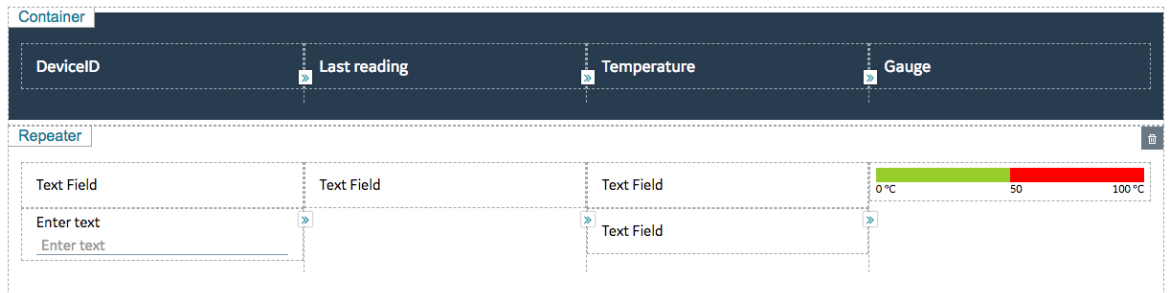 Container
DeviceID Last reading Temperature Gauge
Repeater
Text Field Text Field Text Field
0 °C 50 100 °C
Enter text
Text Field
Enter text